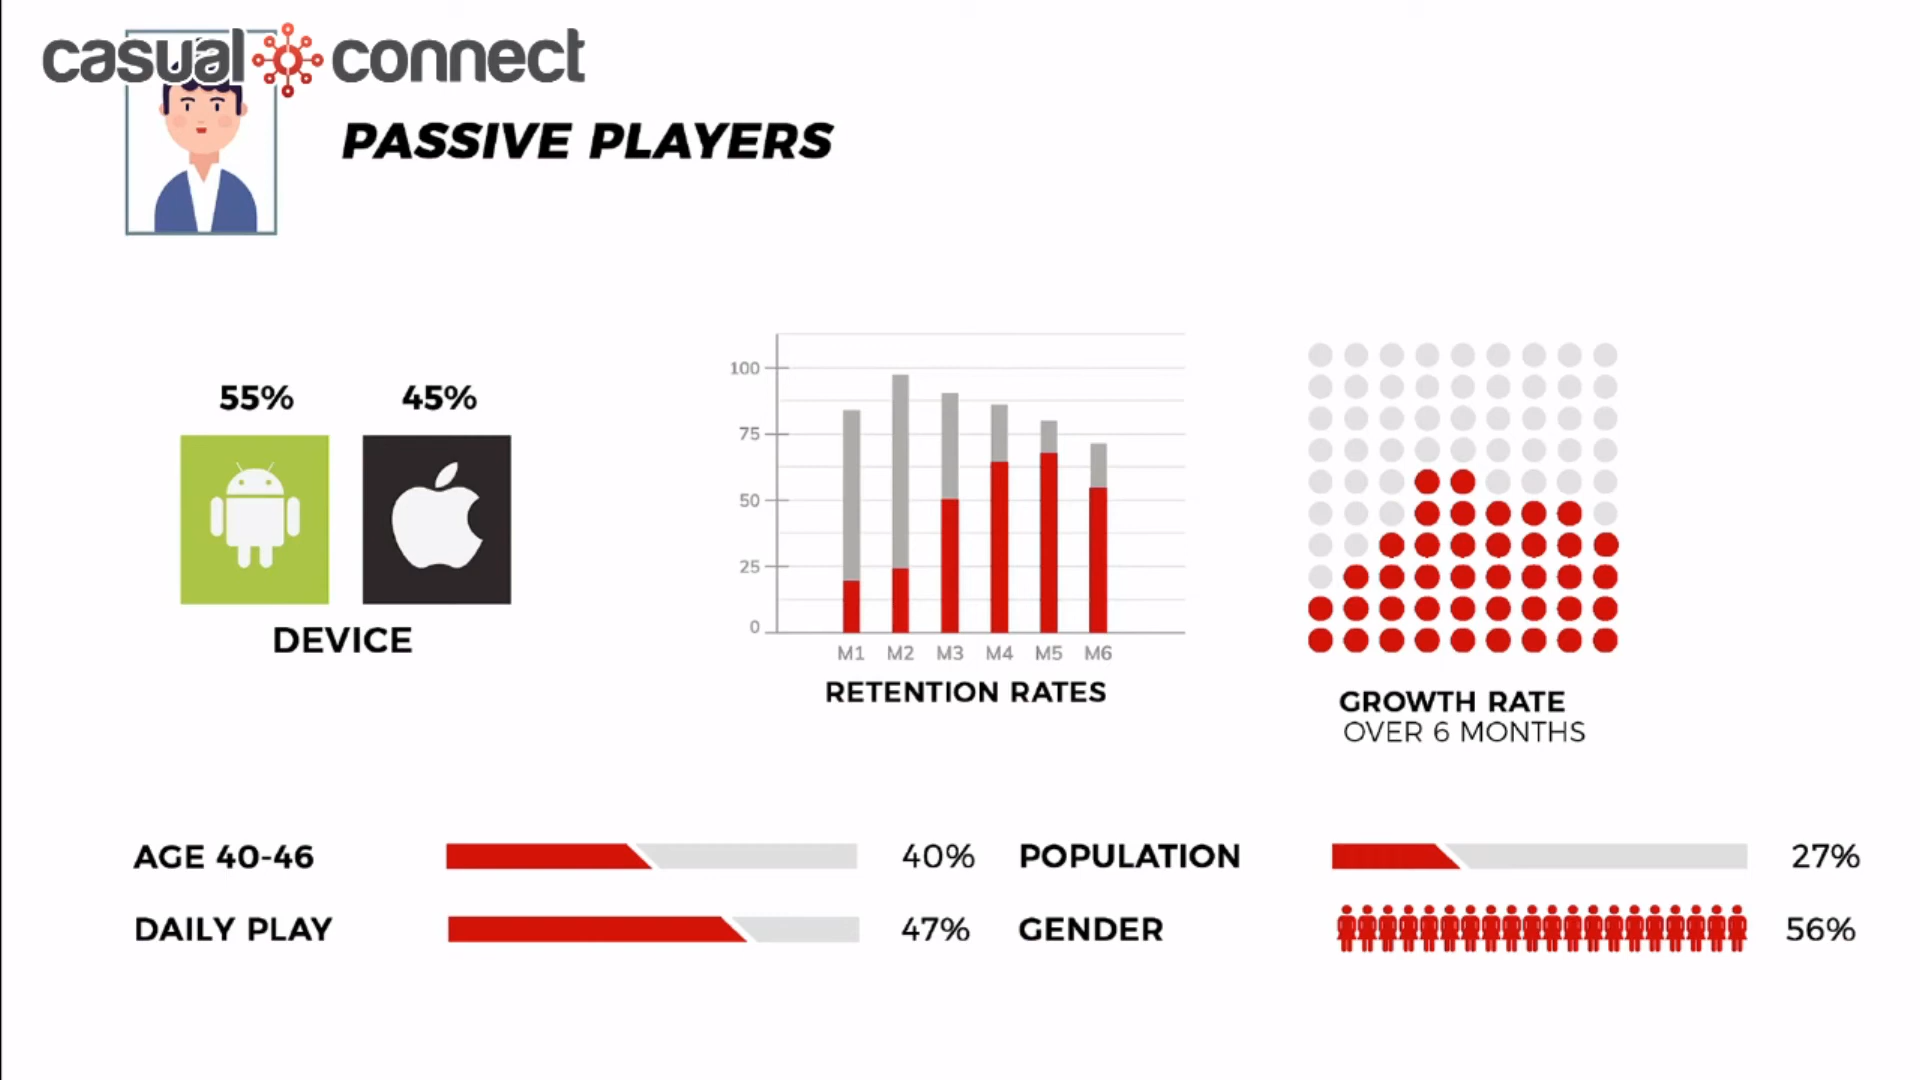 casual connect
PASSIVE PLAYERS
55% 45%
DEVICE
100
75
50
25
0
M1 M2 M3 M4 M5 M6
RETENTION RATES
GROWTH RATE
OVER 6 MONTHS
AGE 40-46 40%
POPULATION 27%
DAILY PLAY 47%
GENDER 56%